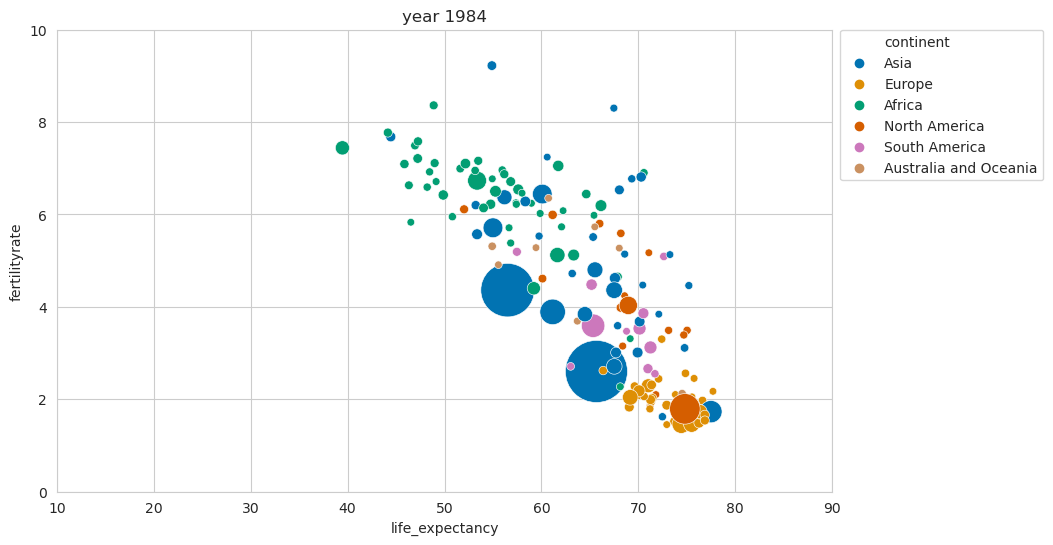 year 1984
continent
Asia
Europe
Africa
North America
South America
Australia and Oceania
fertilityrate
10
8
6
4
2
0
10 20 30 40 50 60 70 80 90
life_expectancy